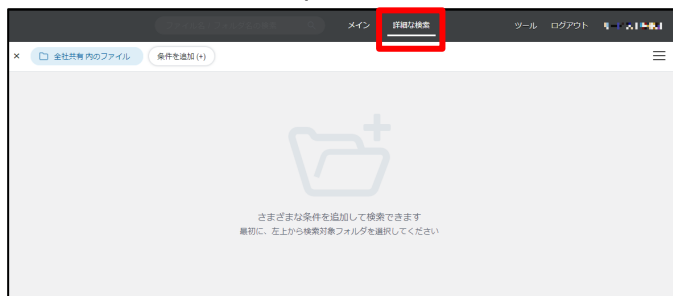 メイン 詳細な検索 ツール ログアウト
× 全社共有 内のファイル 条件を追加 (+)
さまざまな条件を追加して検索できます
最初に、左上から検索対象フォルダを選択してください